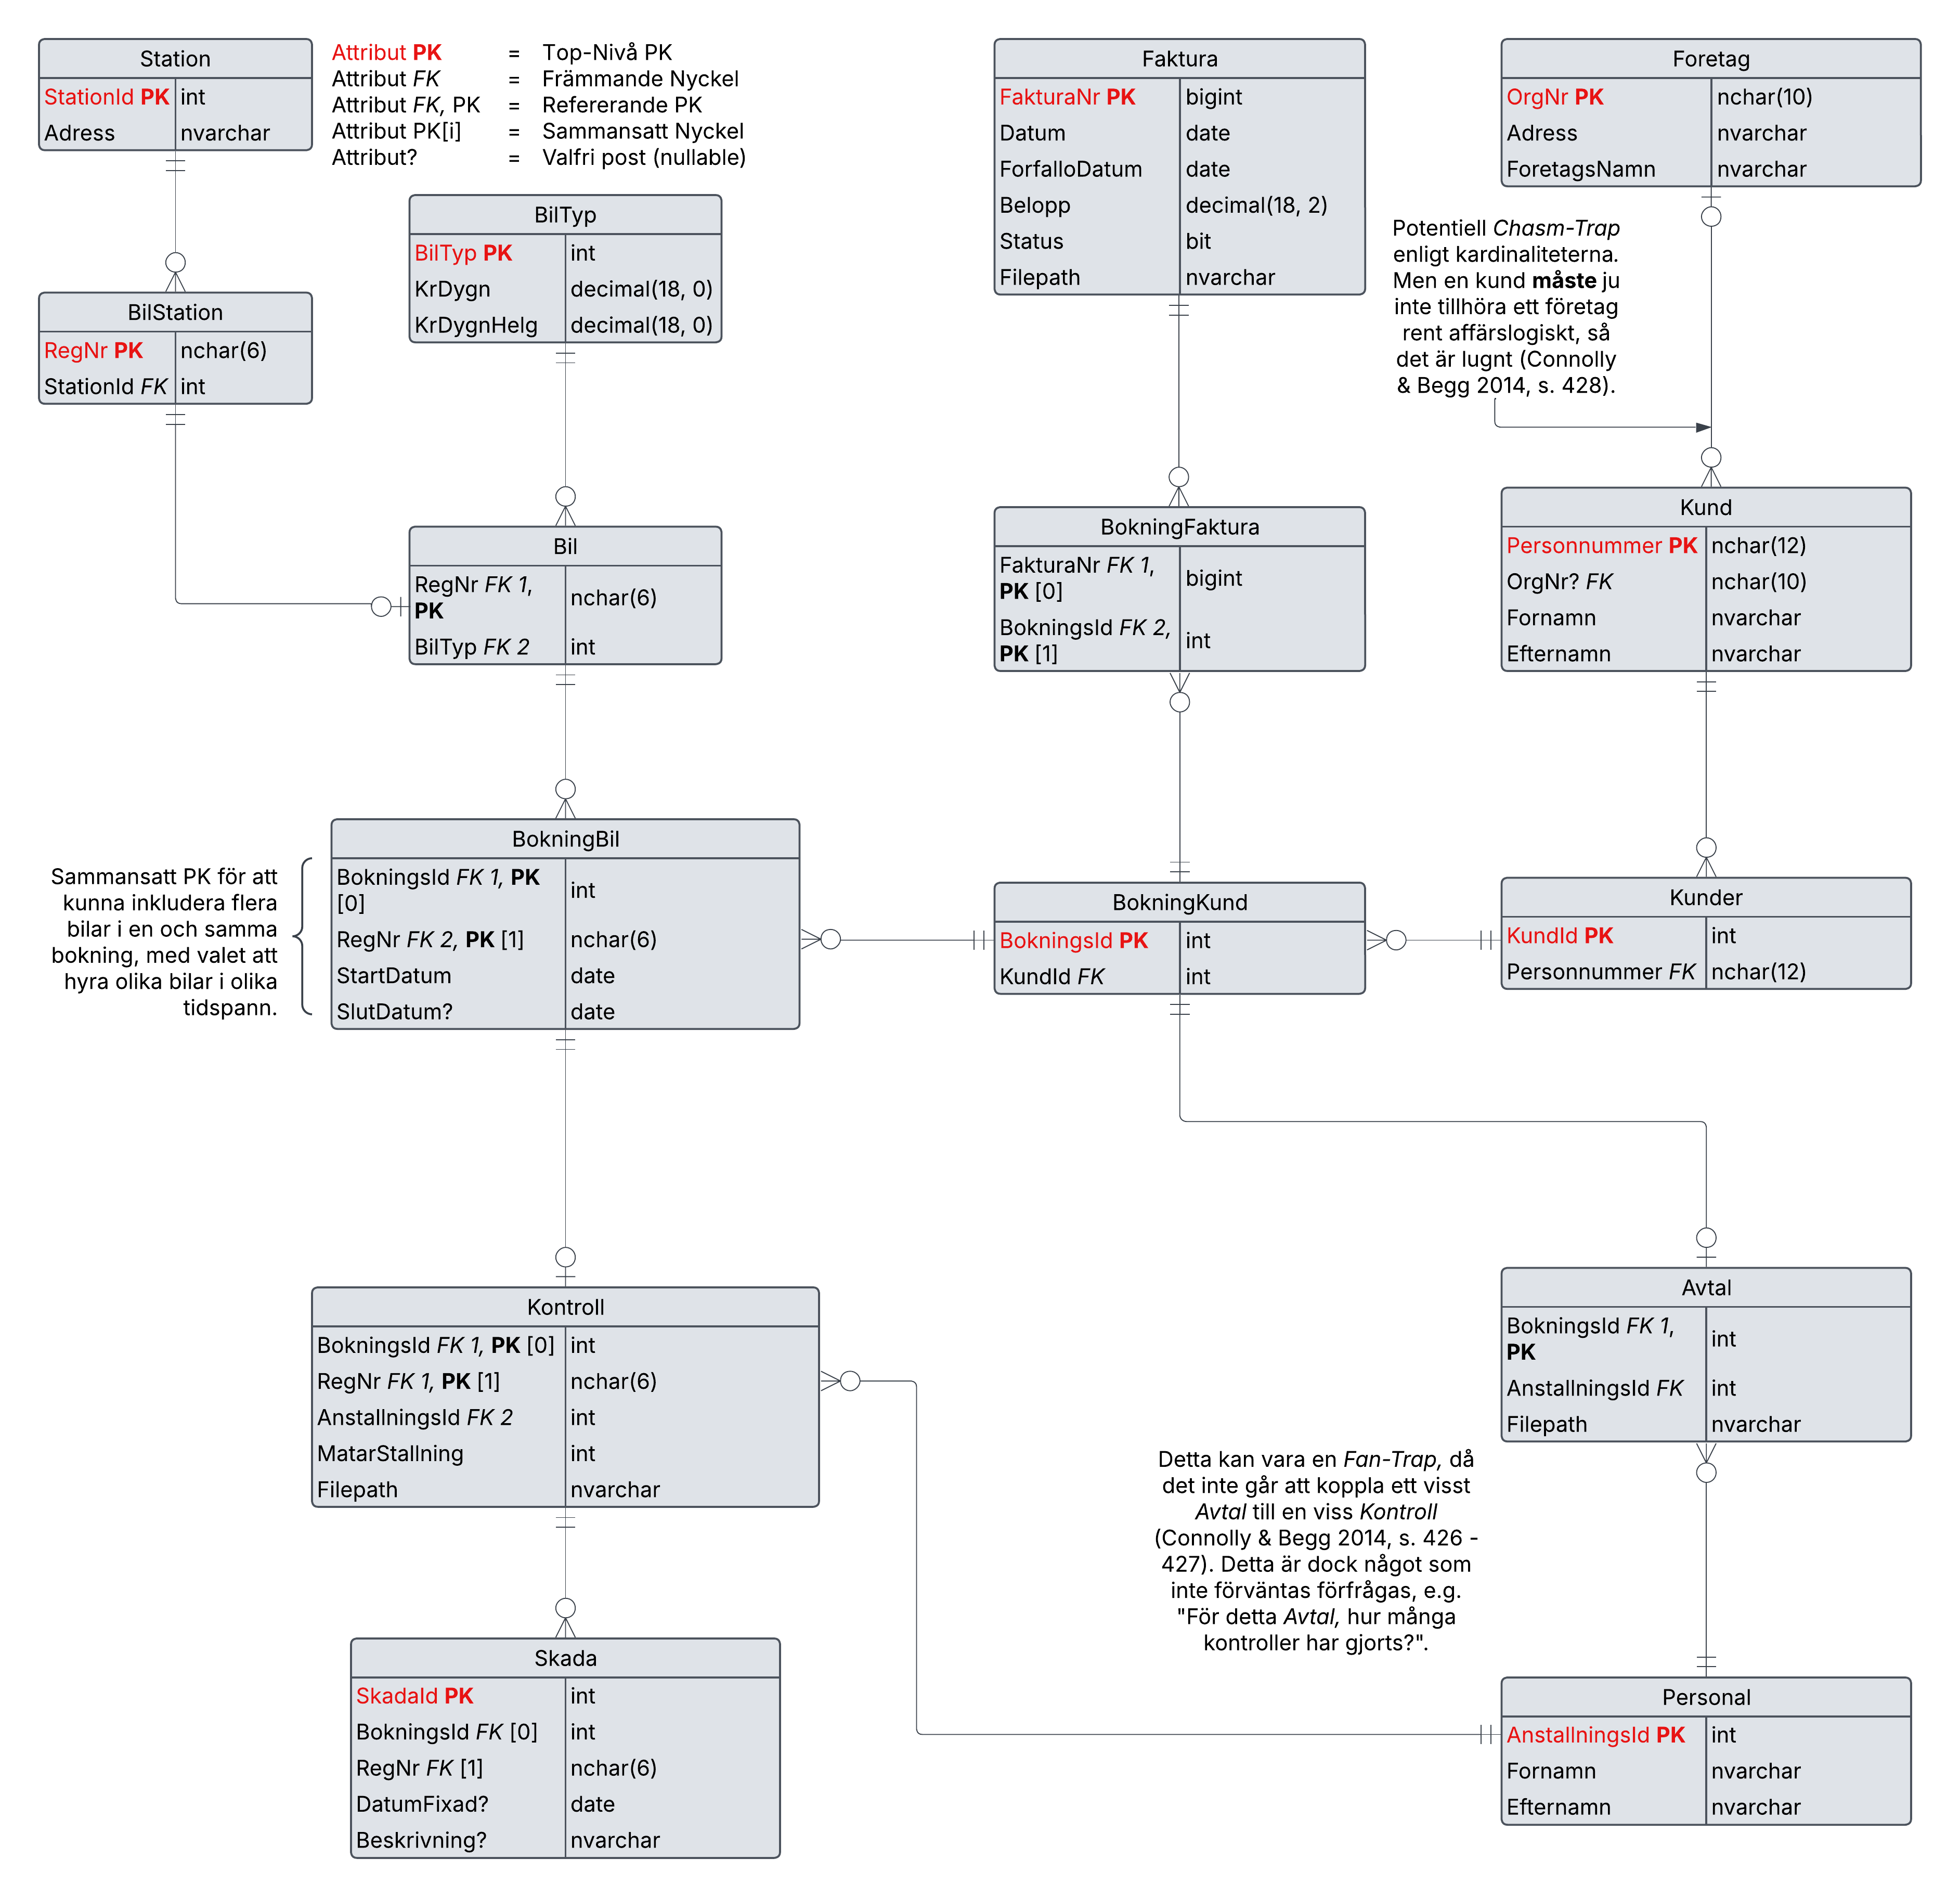 Station
StationId PK int
Adress nvarchar
Attribut PK = Top-Nivå PK
Attribut FK = Främmande Nyckel
Attribut FK, PK = Refererande PK
Attribut PK[i] = Sammansatt Nyckel
Attribut? = Valfri post (nullable)
Faktura
FakturaNr PK bigint
Datum date
ForfalloDatum date
Belopp decimal(18, 2)
Status bit
Filepath nvarchar
Foretag
OrgNr PK nchar(10)
Adress nvarchar
ForetagsNamn nvarchar
BilTyp
BilTyp PK int
KrDygn decimal(18, 0)
KrDygnHelg decimal(18, 0)
Potentiell Chasm-Trap
enligt kardinaliteterna.
Men en kund måste ju
inte tillhöra ett företag
rent affärslogiskt, så
det är lugnt (Connolly
& Begg 2014, s. 428).
BilStation
RegNr PK nchar(6)
StationId FK int
Bil
RegNr FK 1,
PK
nchar(6)
BilTyp FK 2 int
BokningFaktura
FakturaNr FK 1,
PK [0]
bigint
BokningsId FK 2,
PK [1]
int
Kund
Personnummer PK nchar(12)
OrgNr? FK nchar(10)
Fornamn nvarchar
Efternamn nvarchar
Sammansatt PK för att
kunna inkludera flera
bilar i en och samma
bokning, med valet att
hyra olika bilar i olika
tidspann.
BokningBil
BokningsId FK 1, PK
[0]
int
RegNr FK 2, PK [1] nchar(6)
StartDatum date
SlutDatum? date
BokningKund
BokningsId PK int
KundId FK int
Kunder
KundId PK int
Personnummer FK nchar(12)
Kontroll
BokningsId FK 1, PK [0] int
RegNr FK 1, PK [1] nchar(6)
AnstallningsId FK 2 int
MatarStallning int
Filepath nvarchar
Avtal
BokningsId FK 1,
PK
int
AnstallningsId FK int
Filepath nvarchar
Detta kan vara en Fan-Trap, då
det inte går att koppla ett visst
Avtal till en viss Kontroll
(Connolly & Begg 2014, s. 426 -
427). Detta är dock något som
inte förväntas förfrågas, e.g.
"För detta Avtal, hur många
kontroller har gjorts?".
Skada
SkadaId PK int
BokningsId FK [0] int
RegNr FK [1] nchar(6)
DatumFixad? date
Beskrivning? nvarchar
Personal
AnstallningsId PK int
Fornamn nvarchar
Efternamn nvarchar